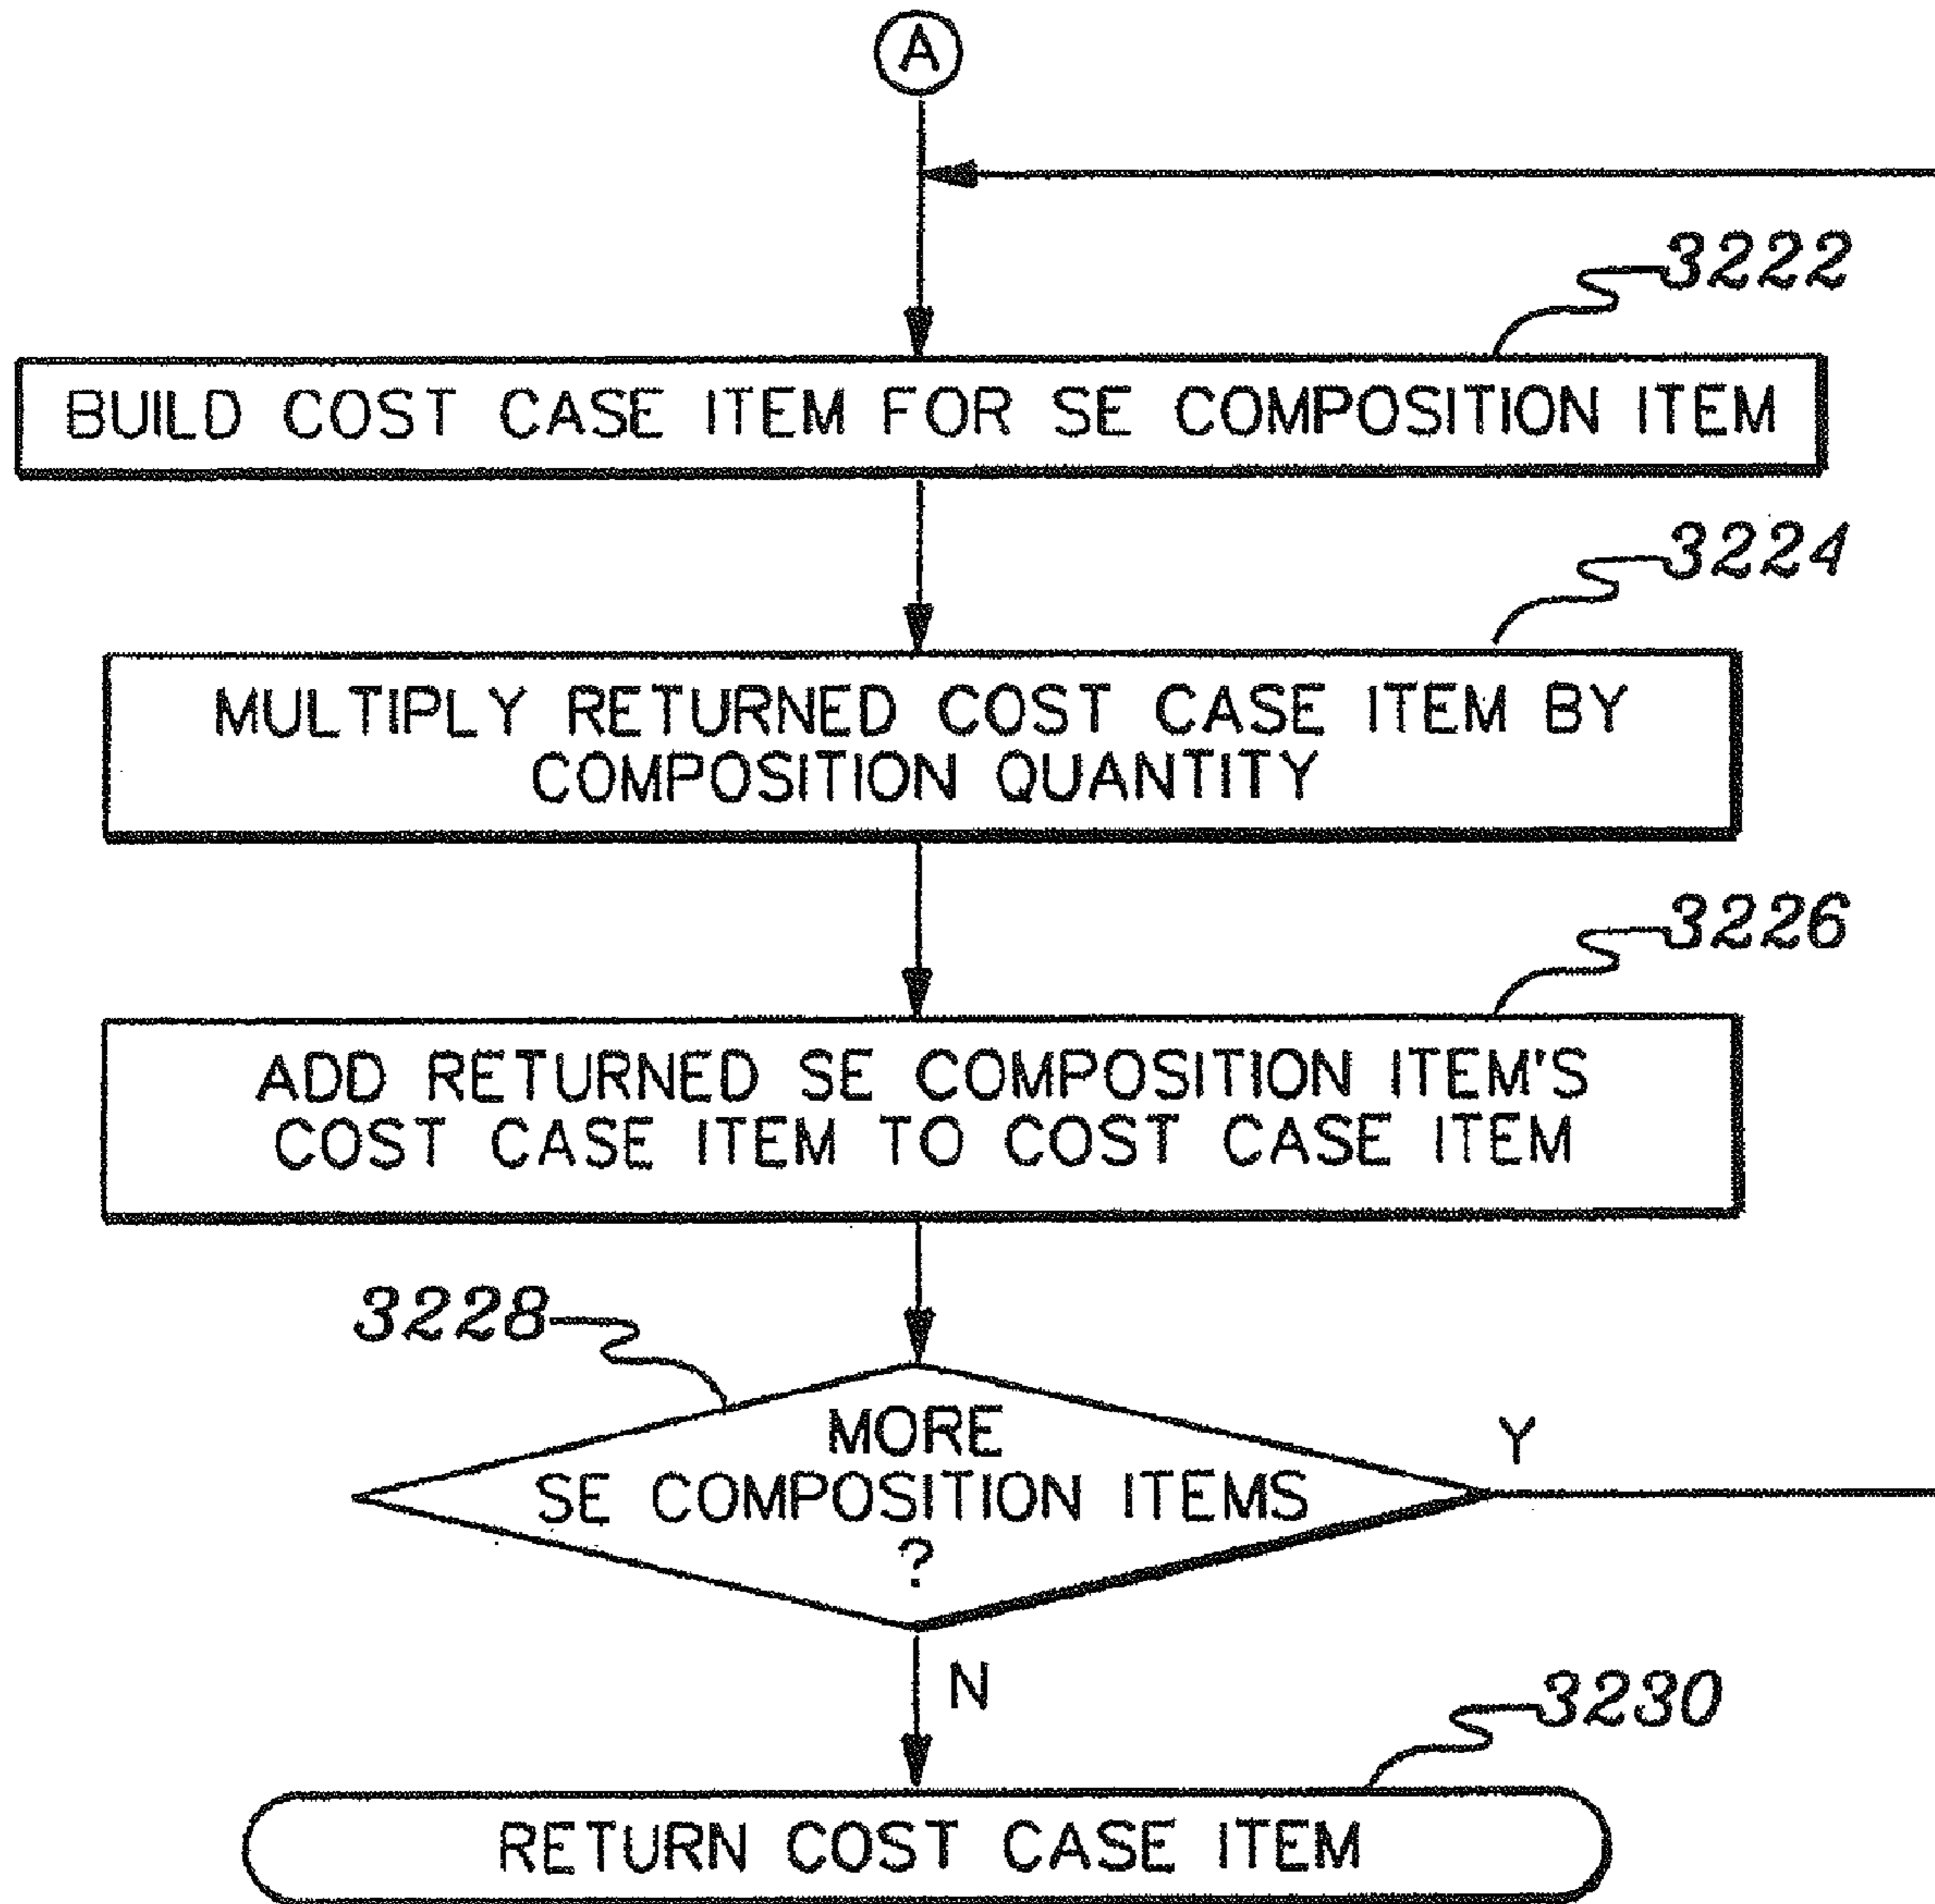 A
3222
BUILD COST CASE ITEM FOR SE COMPOSITION ITEM
3224
MULTIPLY RETURNED COST CASE ITEM BY
COMPOSITION QUANTITY
3226
ADD RETURNED SE COMPOSITION ITEM'S
COST CASE ITEM TO COST CASE ITEM
3228
MORE
SE COMPOSITION ITEMS
?
Y
N
3230
RETURN COST CASE ITEM